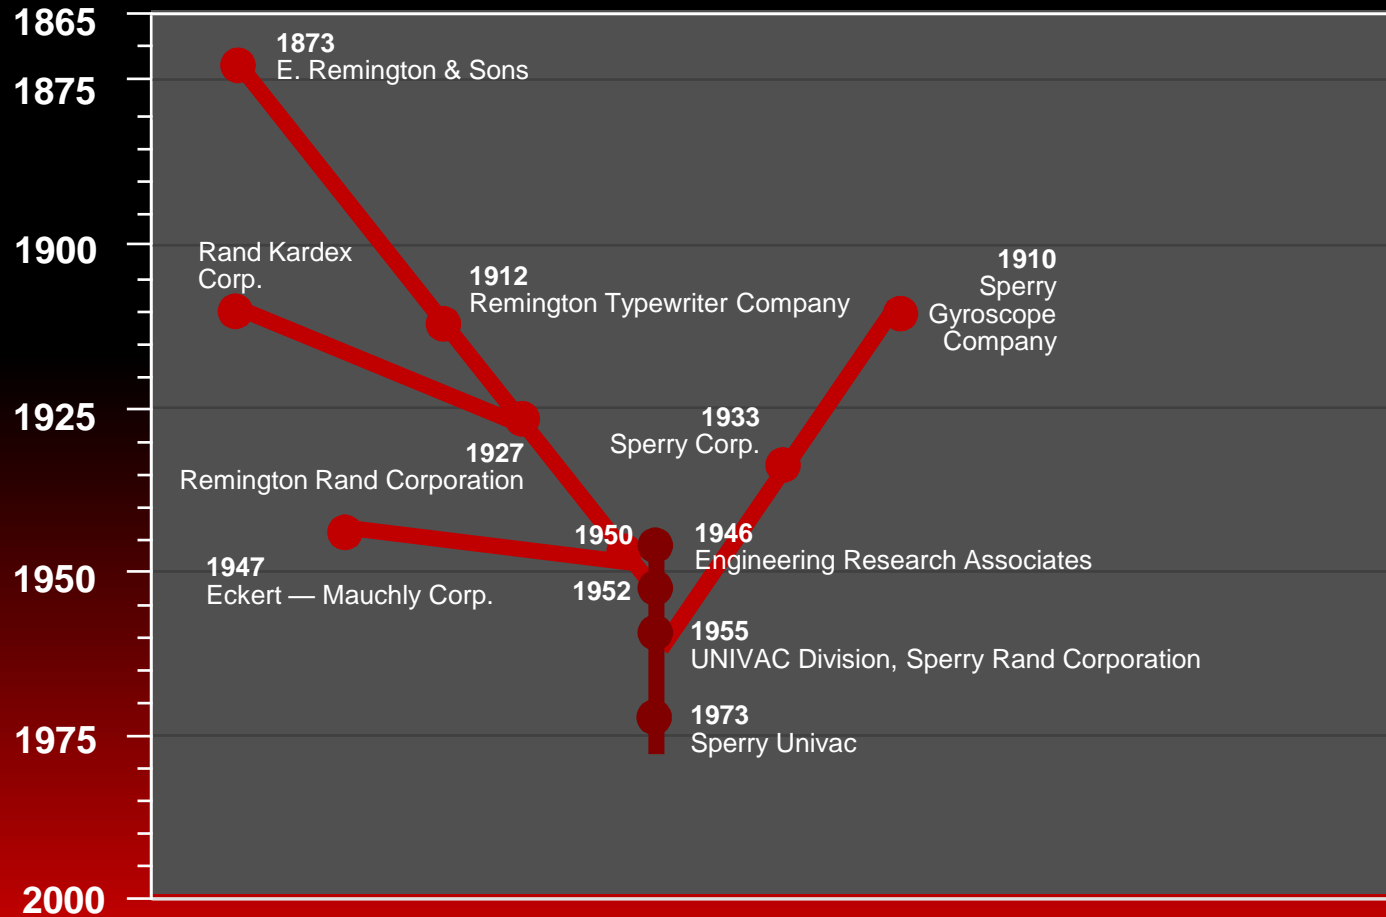 1865
1873
E. Remington & Sons
1875
1900
Rand Kardex
Corp.
1910
Sperry
Gyroscope
Company
1912
Remington Typewriter Company
1925
1933
Sperry Corp.
1927
Remington Rand Corporation
1950
1946
Engineering Research Associates
1947
Eckert — Mauchly Corp.
1950
1952
1955
UNIVAC Division, Sperry Rand Corporation
1973
Sperry Univac
1975
2000